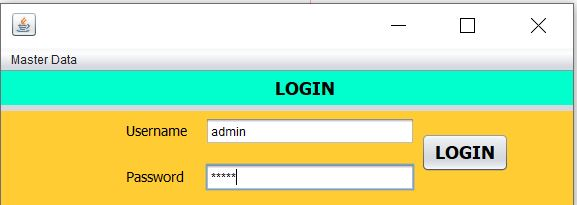 Master Data
LOGIN
Username admin
LOGIN
Password *****